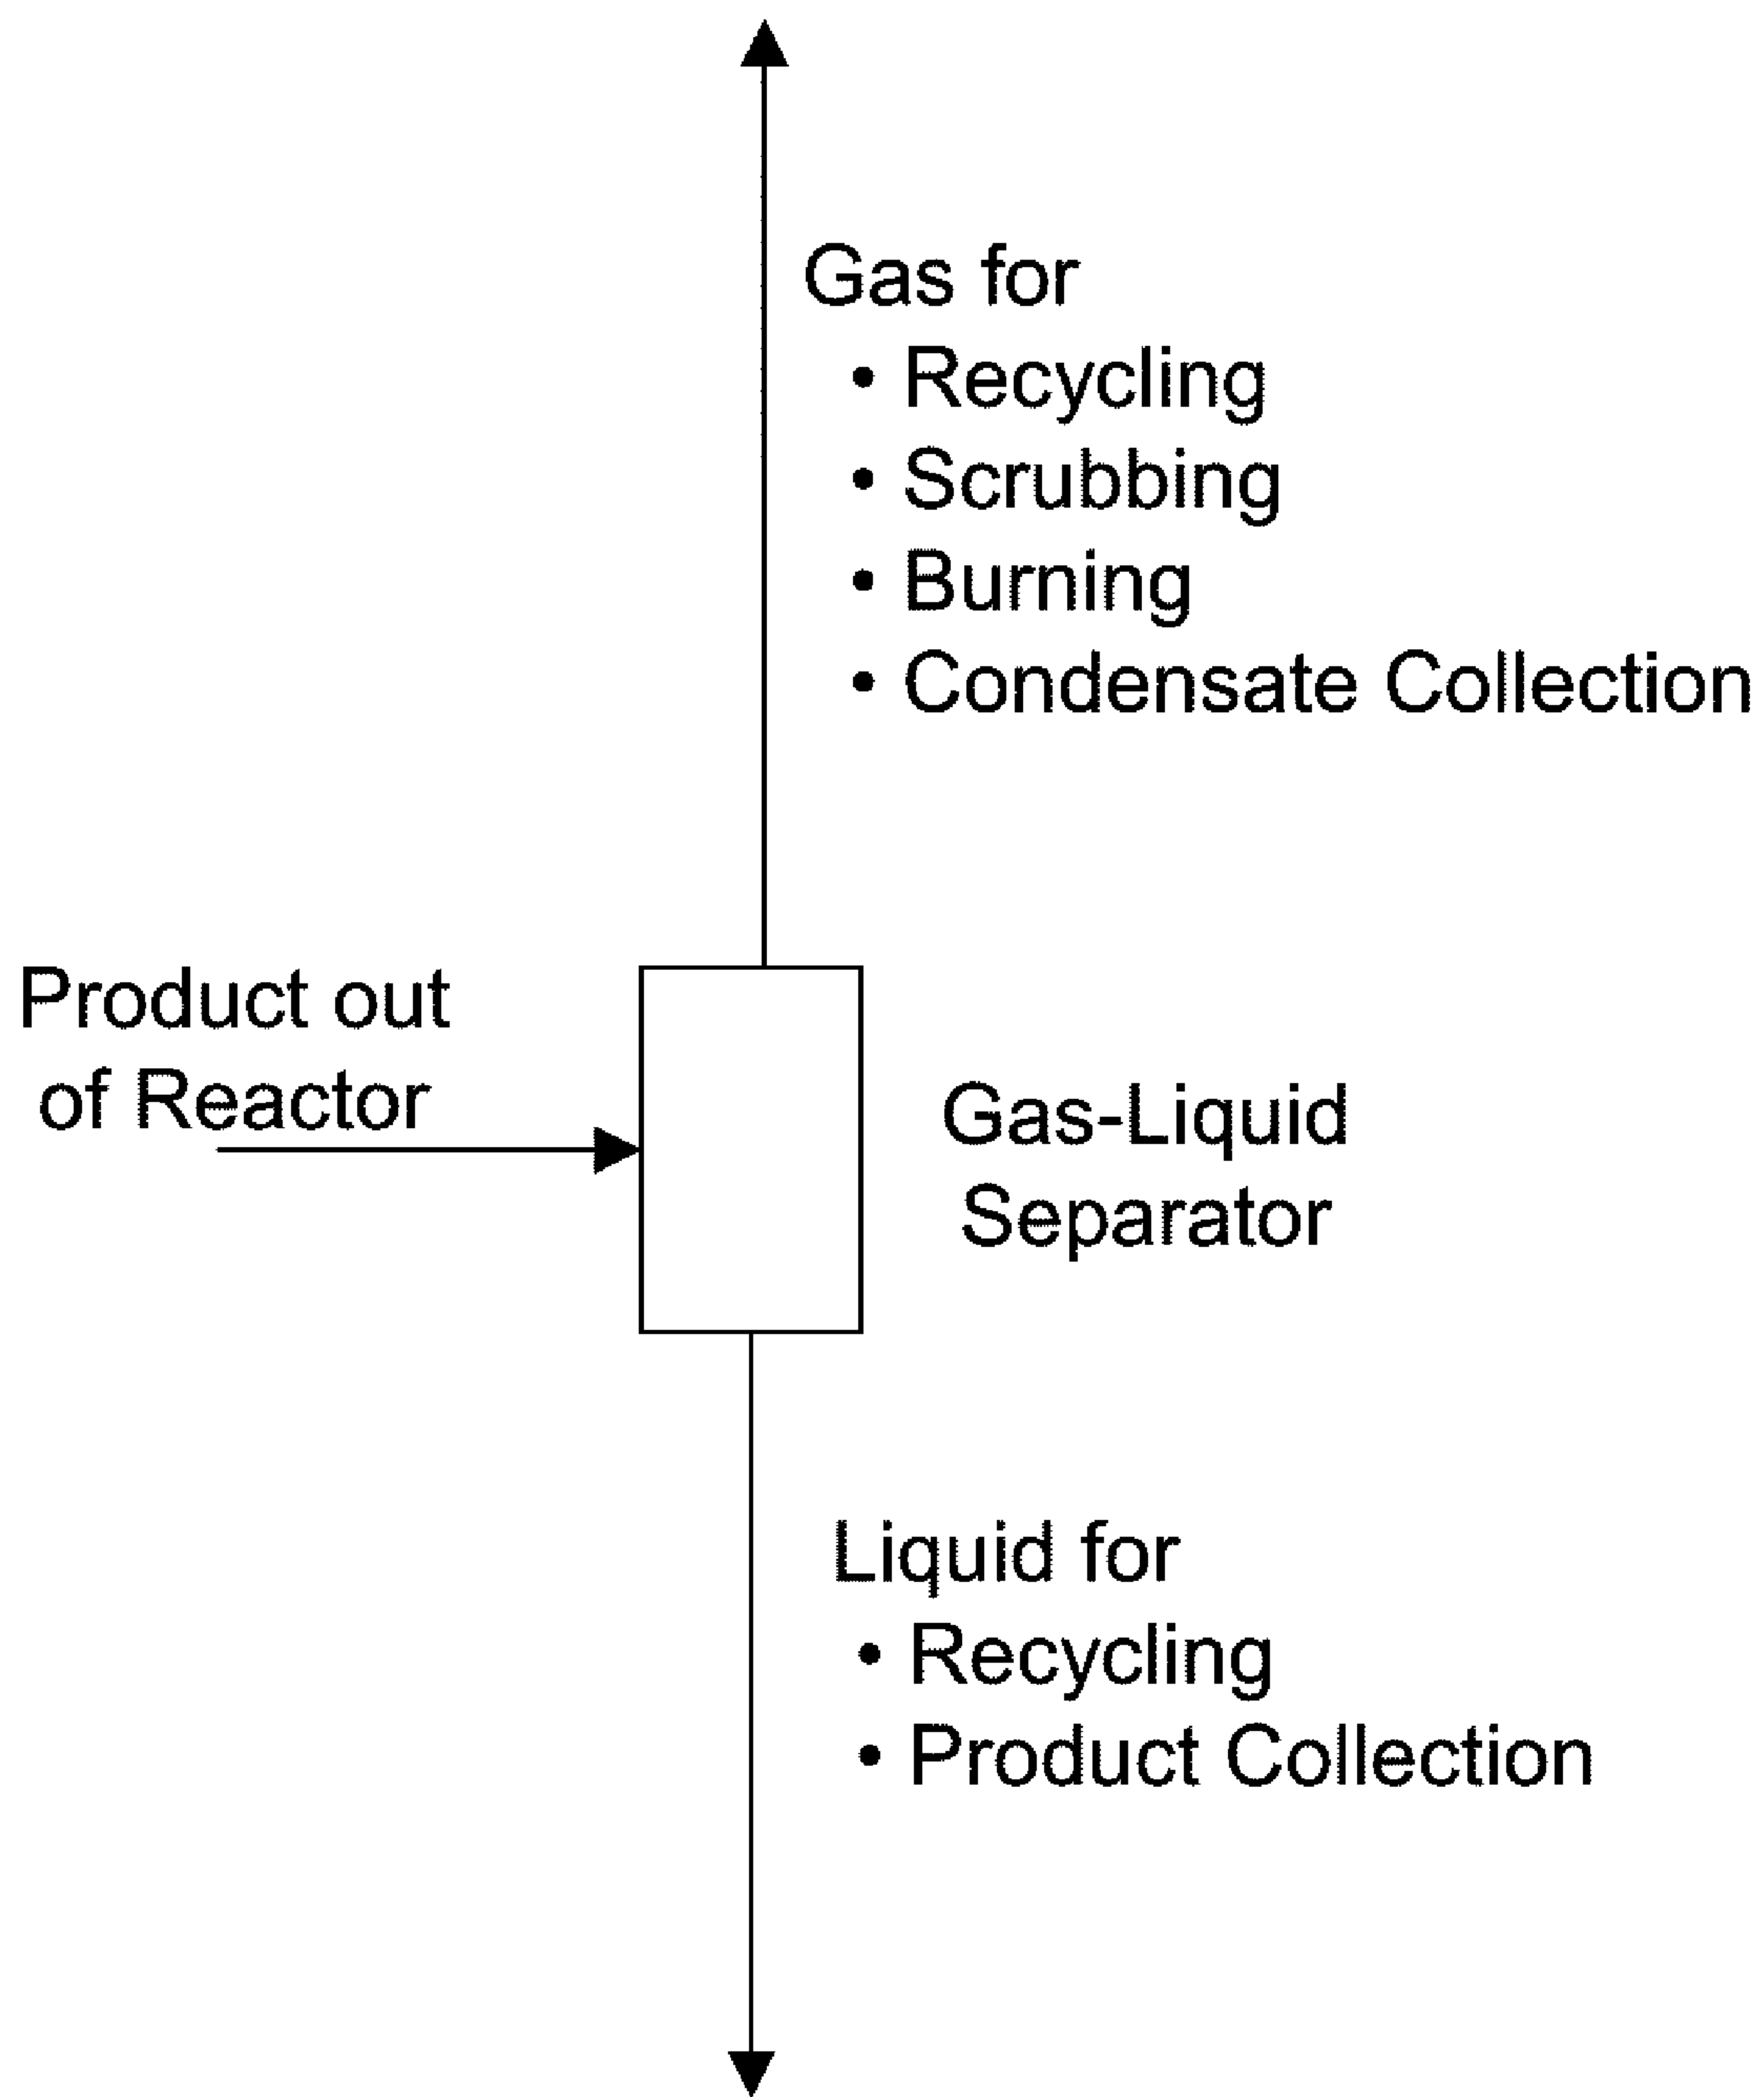 Gas for
• Recycling
• Scrubbing
• Burning
• Condensate Collection
Product out
of Reactor
Gas-Liquid
Separator
Liquid for
• Recycling
• Product Collection